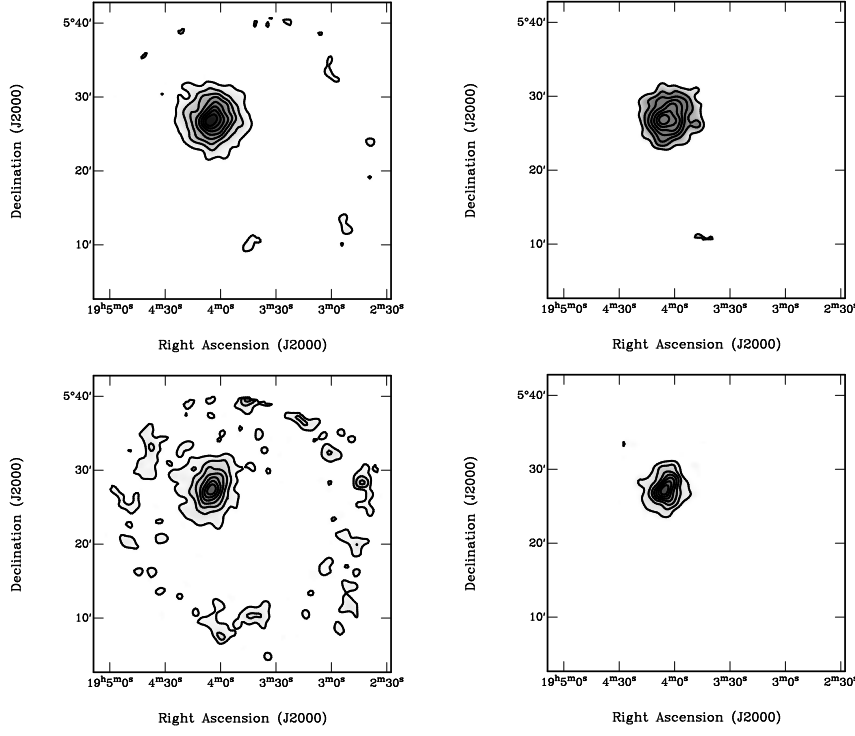 5°40′
30′
20′
10′
Declination (J2000)
19ʰ5ᵐ0ˢ 4ᵐ30ˢ 4ᵐ0ˢ 3ᵐ30ˢ 3ᵐ0ˢ 2ᵐ30ˢ
Right Ascension (J2000)
5°40′
30′
20′
10′
Declination (J2000)
19ʰ5ᵐ0ˢ 4ᵐ30ˢ 4ᵐ0ˢ 3ᵐ30ˢ 3ᵐ0ˢ 2ᵐ30ˢ
Right Ascension (J2000)
5°40′
30′
20′
10′
Declination (J2000)
19ʰ5ᵐ0ˢ 4ᵐ30ˢ 4ᵐ0ˢ 3ᵐ30ˢ 3ᵐ0ˢ 2ᵐ30ˢ
Right Ascension (J2000)
5°40′
30′
20′
10′
Declination (J2000)
19ʰ5ᵐ0ˢ 4ᵐ30ˢ 4ᵐ0ˢ 3ᵐ30ˢ 3ᵐ0ˢ 2ᵐ30ˢ
Right Ascension (J2000)